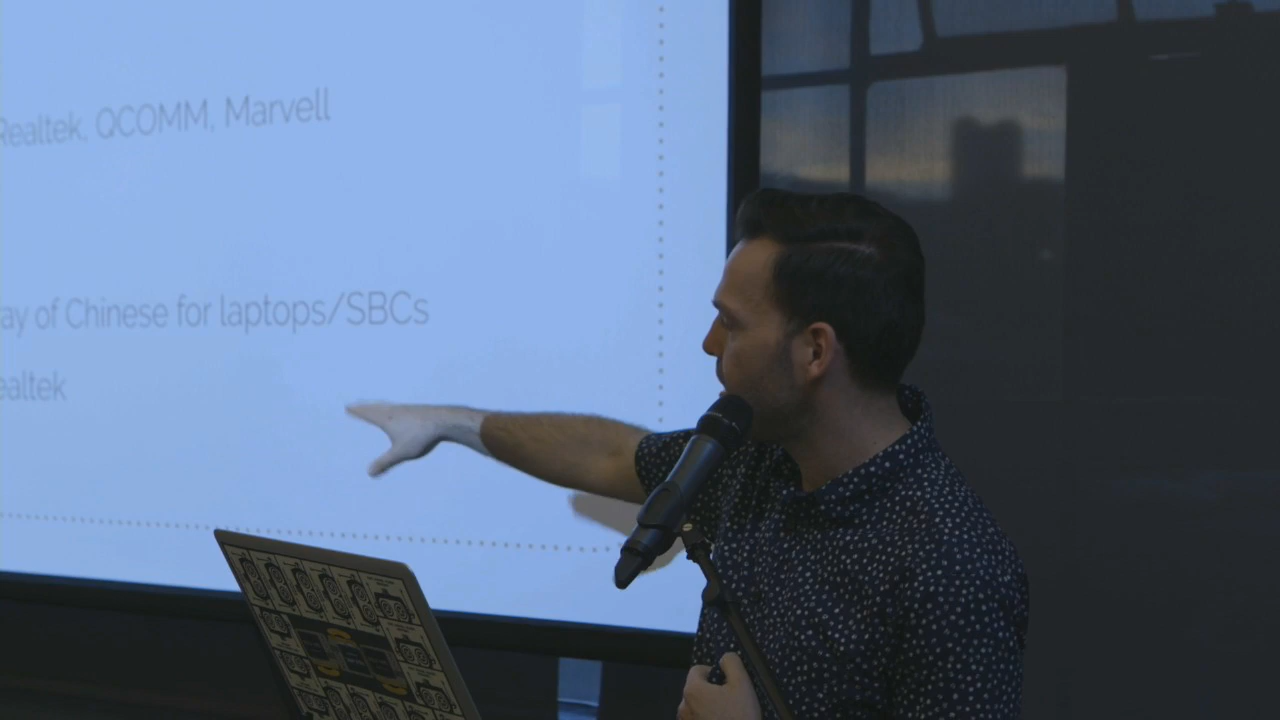 Realtek, QCOMM, Marvell
ay of Chinese for laptops/SBCs
ealtek